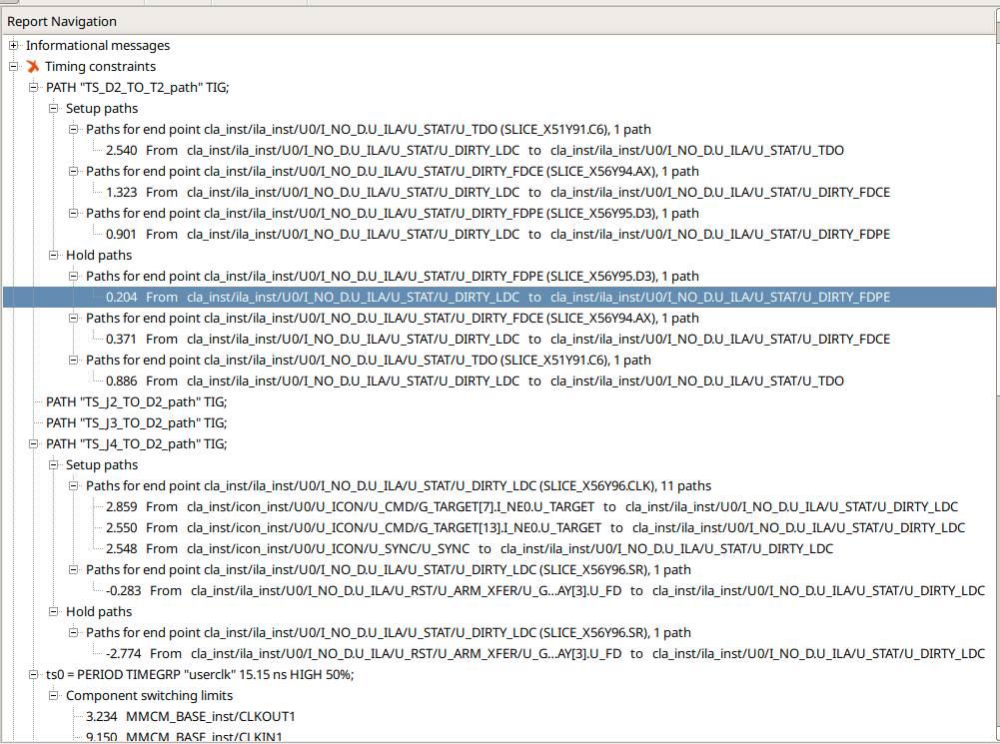 Report Navigation
Informational messages
Timing constraints
PATH "TS_D2_TO_T2_path" TIG;
Setup paths
Paths for end point cla_inst/ila_inst/U0/I_NO_D.U_ILA/U_STAT/U_TDO (SLICE_X51Y91.C6), 1 path
2.540 From cla_inst/ila_inst/U0/I_NO_D.U_ILA/U_STAT/U_DIRTY_LDC to cla_inst/ila_inst/U0/I_NO_D.U_ILA/U_STAT/U_TDO
Paths for end point cla_inst/ila_inst/U0/I_NO_D.U_ILA/U_STAT/U_DIRTY_FDCE (SLICE_X56Y94.AX), 1 path
1.323 From cla_inst/ila_inst/U0/I_NO_D.U_ILA/U_STAT/U_DIRTY_LDC to cla_inst/ila_inst/U0/I_NO_D.U_ILA/U_STAT/U_DIRTY_FDCE
Paths for end point cla_inst/ila_inst/U0/I_NO_D.U_ILA/U_STAT/U_DIRTY_FDPE (SLICE_X56Y95.D3), 1 path
0.901 From cla_inst/ila_inst/U0/I_NO_D.U_ILA/U_STAT/U_DIRTY_LDC to cla_inst/ila_inst/U0/I_NO_D.U_ILA/U_STAT/U_DIRTY_FDPE
Hold paths
Paths for end point cla_inst/ila_inst/U0/I_NO_D.U_ILA/U_STAT/U_DIRTY_FDPE (SLICE_X56Y95.D3), 1 path
0.204 From cla_inst/ila_inst/U0/I_NO_D.U_ILA/U_STAT/U_DIRTY_LDC to cla_inst/ila_inst/U0/I_NO_D.U_ILA/U_STAT/U_DIRTY_FDPE
Paths for end point cla_inst/ila_inst/U0/I_NO_D.U_ILA/U_STAT/U_DIRTY_FDCE (SLICE_X56Y94.AX), 1 path
0.371 From cla_inst/ila_inst/U0/I_NO_D.U_ILA/U_STAT/U_DIRTY_LDC to cla_inst/ila_inst/U0/I_NO_D.U_ILA/U_STAT/U_DIRTY_FDCE
Paths for end point cla_inst/ila_inst/U0/I_NO_D.U_ILA/U_STAT/U_TDO (SLICE_X51Y91.C6), 1 path
0.886 From cla_inst/ila_inst/U0/I_NO_D.U_ILA/U_STAT/U_DIRTY_LDC to cla_inst/ila_inst/U0/I_NO_D.U_ILA/U_STAT/U_TDO
PATH "TS_J2_TO_D2_path" TIG;
PATH "TS_J3_TO_D2_path" TIG;
PATH "TS_J4_TO_D2_path" TIG;
Setup paths
Paths for end point cla_inst/ila_inst/U0/I_NO_D.U_ILA/U_STAT/U_DIRTY_LDC (SLICE_X56Y96.CLK), 11 paths
2.859 From cla_inst/icon_inst/U0/U_ICON/U_CMD/G_TARGET[7].I_NE0.U_TARGET to cla_inst/ila_inst/U0/I_NO_D.U_ILA/U_STAT/U_DIRTY_LDC
2.550 From cla_inst/icon_inst/U0/U_ICON/U_CMD/G_TARGET[13].I_NE0.U_TARGET to cla_inst/ila_inst/U0/I_NO_D.U_ILA/U_STAT/U_DIRTY_LDC
2.548 From cla_inst/icon_inst/U0/U_ICON/U_SYNC/U_SYNC to cla_inst/ila_inst/U0/I_NO_D.U_ILA/U_STAT/U_DIRTY_LDC
Paths for end point cla_inst/ila_inst/U0/I_NO_D.U_ILA/U_STAT/U_DIRTY_LDC (SLICE_X56Y96.SR), 1 path
-0.283 From cla_inst/ila_inst/U0/I_NO_D.U_ILA/U_RST/U_ARM_XFER/U_G...AY[3].U_FD to cla_inst/ila_inst/U0/I_NO_D.U_ILA/U_STAT/U_DIRTY_LDC
Hold paths
Paths for end point cla_inst/ila_inst/U0/I_NO_D.U_ILA/U_STAT/U_DIRTY_LDC (SLICE_X56Y96.SR), 1 path
-2.774 From cla_inst/ila_inst/U0/I_NO_D.U_ILA/U_RST/U_ARM_XFER/U_G...AY[3].U_FD to cla_inst/ila_inst/U0/I_NO_D.U_ILA/U_STAT/U_DIRTY_LDC
ts0 = PERIOD TIMEGRP "userclk" 15.15 ns HIGH 50%;
Component switching limits
3.234 MMCM_BASE_inst/CLKOUT1
9.150 MMCM_BASE_inst/CLKIN1